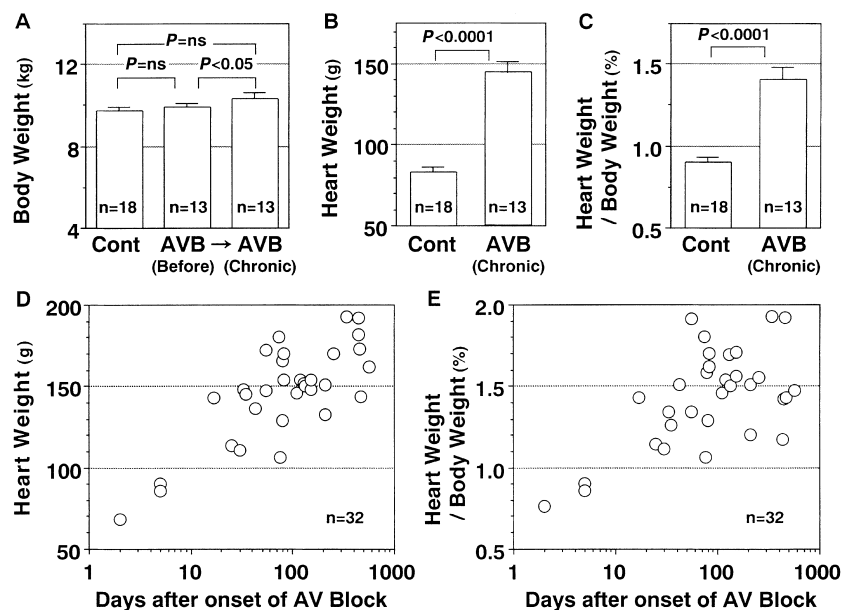 A
Body Weight (kg)
12
8
4
P=ns
P=ns
P<0.05
n=18
n=13
n=13
Cont
AVB → AVB
(Before)
(Chronic)
B
Heart Weight (g)
150
100
50
P<0.0001
n=18
n=13
Cont
AVB
(Chronic)
C
Heart Weight
/ Body Weight (%)
1.5
1.0
0.5
P<0.0001
n=18
n=13
Cont
AVB
(Chronic)
D
Heart Weight (g)
200
150
100
50
n=32
1
10
100
1000
Days after onset of AV Block
E
Heart Weight
/ Body Weight (%)
2.0
1.5
1.0
0.5
n=32
1
10
100
1000
Days after onset of AV Block